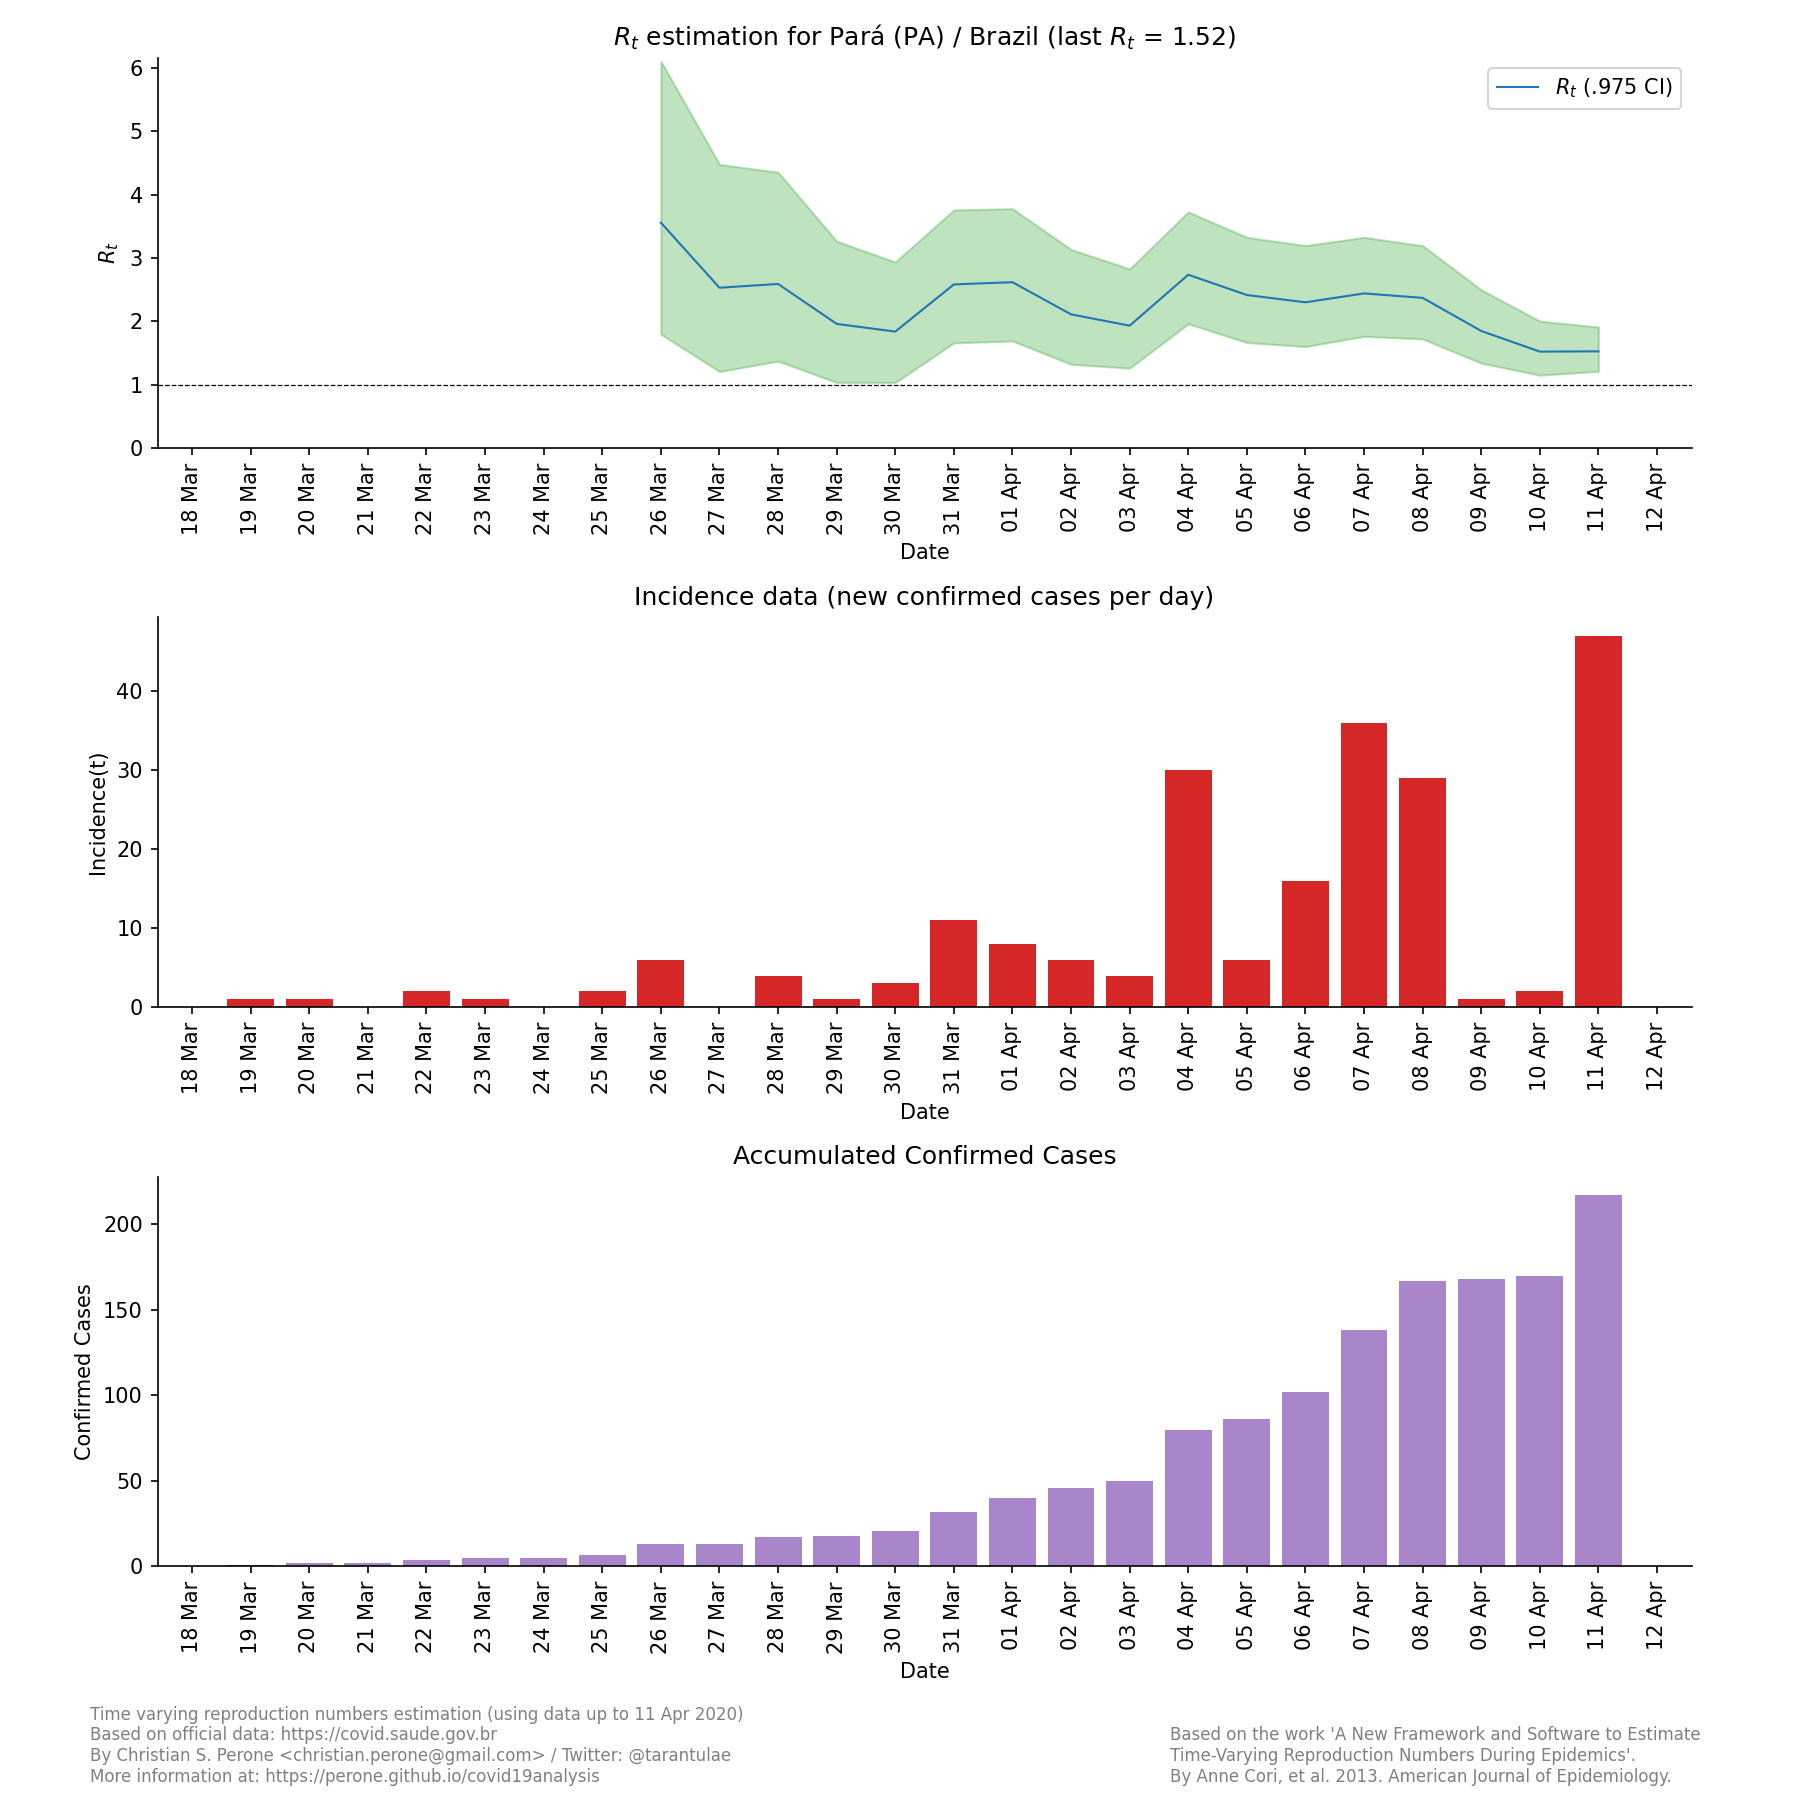 Rt estimation for Pará (PA) / Brazil (last Rt = 1.52)
Rt (.975 CI)
6
5
4
3
2
1
0
Rt
18 Mar
19 Mar
20 Mar
21 Mar
22 Mar
23 Mar
24 Mar
25 Mar
26 Mar
27 Mar
28 Mar
29 Mar
30 Mar
31 Mar
01 Apr
02 Apr
03 Apr
04 Apr
05 Apr
06 Apr
07 Apr
08 Apr
09 Apr
10 Apr
11 Apr
12 Apr
Date
Incidence data (new confirmed cases per day)
40
30
20
10
0
Incidence(t)
18 Mar
19 Mar
20 Mar
21 Mar
22 Mar
23 Mar
24 Mar
25 Mar
26 Mar
27 Mar
28 Mar
29 Mar
30 Mar
31 Mar
01 Apr
02 Apr
03 Apr
04 Apr
05 Apr
06 Apr
07 Apr
08 Apr
09 Apr
10 Apr
11 Apr
12 Apr
Date
Accumulated Confirmed Cases
200
150
100
50
0
Confirmed Cases
18 Mar
19 Mar
20 Mar
21 Mar
22 Mar
23 Mar
24 Mar
25 Mar
26 Mar
27 Mar
28 Mar
29 Mar
30 Mar
31 Mar
01 Apr
02 Apr
03 Apr
04 Apr
05 Apr
06 Apr
07 Apr
08 Apr
09 Apr
10 Apr
11 Apr
12 Apr
Date
Time varying reproduction numbers estimation (using data up to 11 Apr 2020)
Based on official data: https://covid.saude.gov.br
By Christian S. Perone <christian.perone@gmail.com> / Twitter: @tarantulae
More information at: https://perone.github.io/covid19analysis
Based on the work 'A New Framework and Software to Estimate
Time-Varying Reproduction Numbers During Epidemics'.
By Anne Cori, et al. 2013. American Journal of Epidemiology.